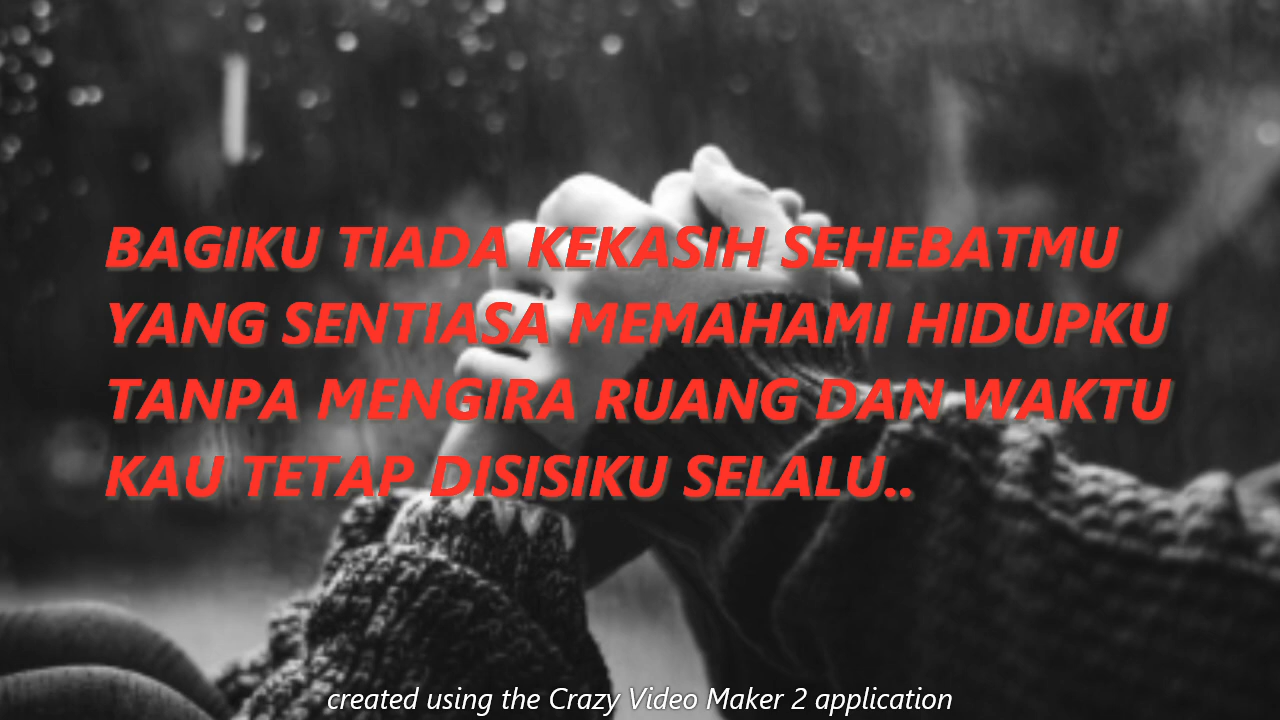 BAGIKU TIADA KEKASIH SEHEBATMU
YANG SENTIASA MEMAHAMI HIDUPKU
TANPA MENGIRA RUANG DAN WAKTU
KAU TETAP DISISIKU SELALU..
created using the Crazy Video Maker 2 application